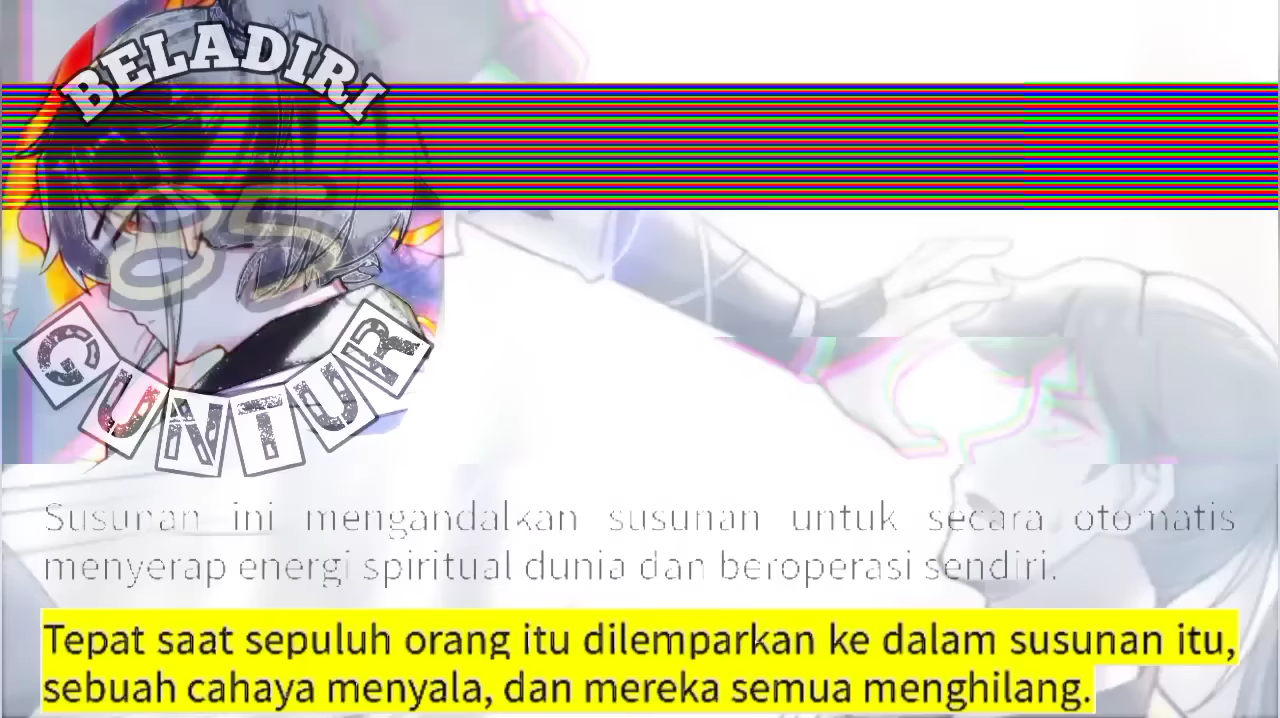 BELADIRI
85
GUNTUR
Susunan ini mengandalkan susunan untuk secara otomatis
menyerap energi spiritual dunia dan beroperasi sendiri.
Tepat saat sepuluh orang itu dilemparkan ke dalam susunan itu,
sebuah cahaya menyala, dan mereka semua menghilang.